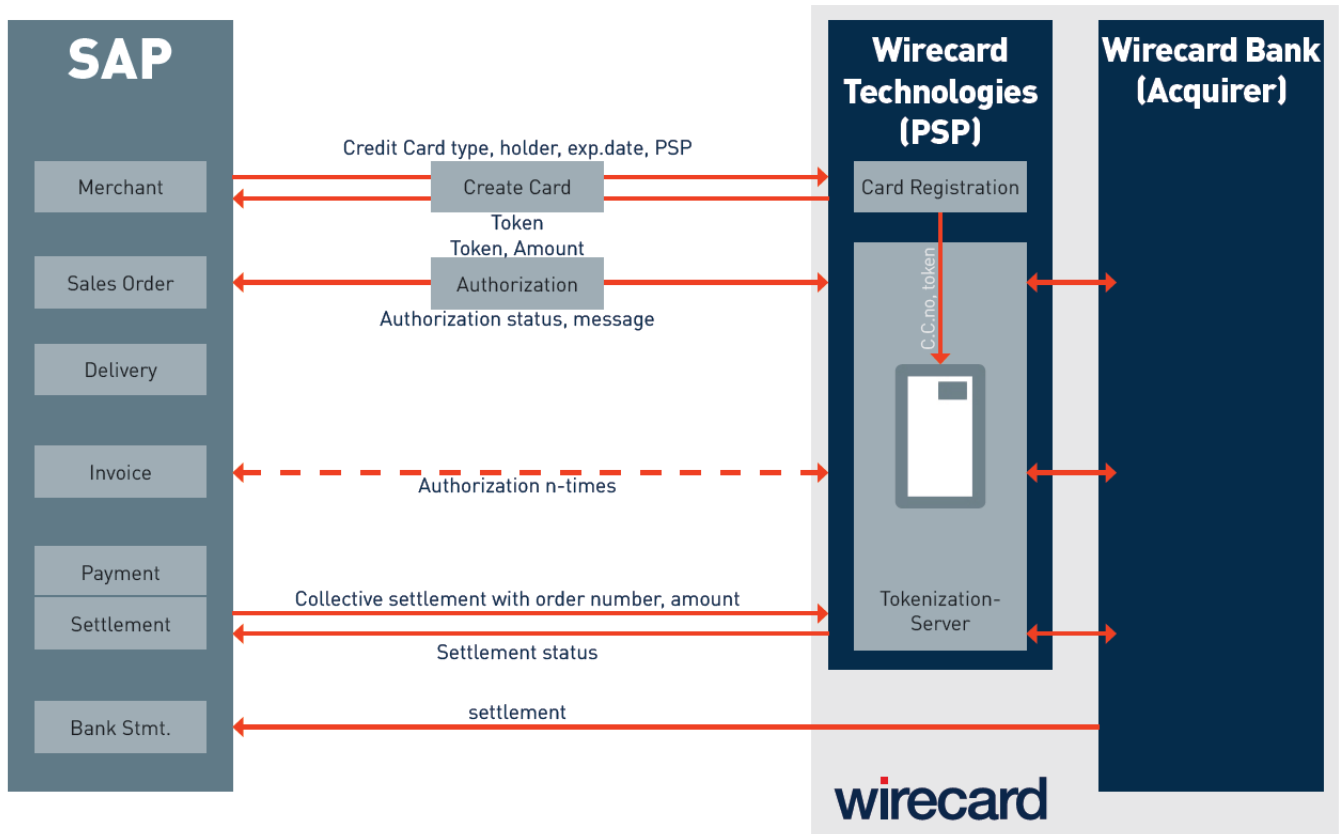 SAP
Wirecard
Technologies
(PSP)
Wirecard Bank
(Acquirer)
Credit Card type, holder, exp.date, PSP
Merchant
Create Card
Card Registration
Token
Token, Amount
Sales Order
Authorization
C.C.no, token
Authorization status, message
Delivery
Invoice
Authorization n-times
Payment
Collective settlement with order number, amount
Settlement
Tokenization-
Server
Settlement status
settlement
Bank Stmt.
wirecard